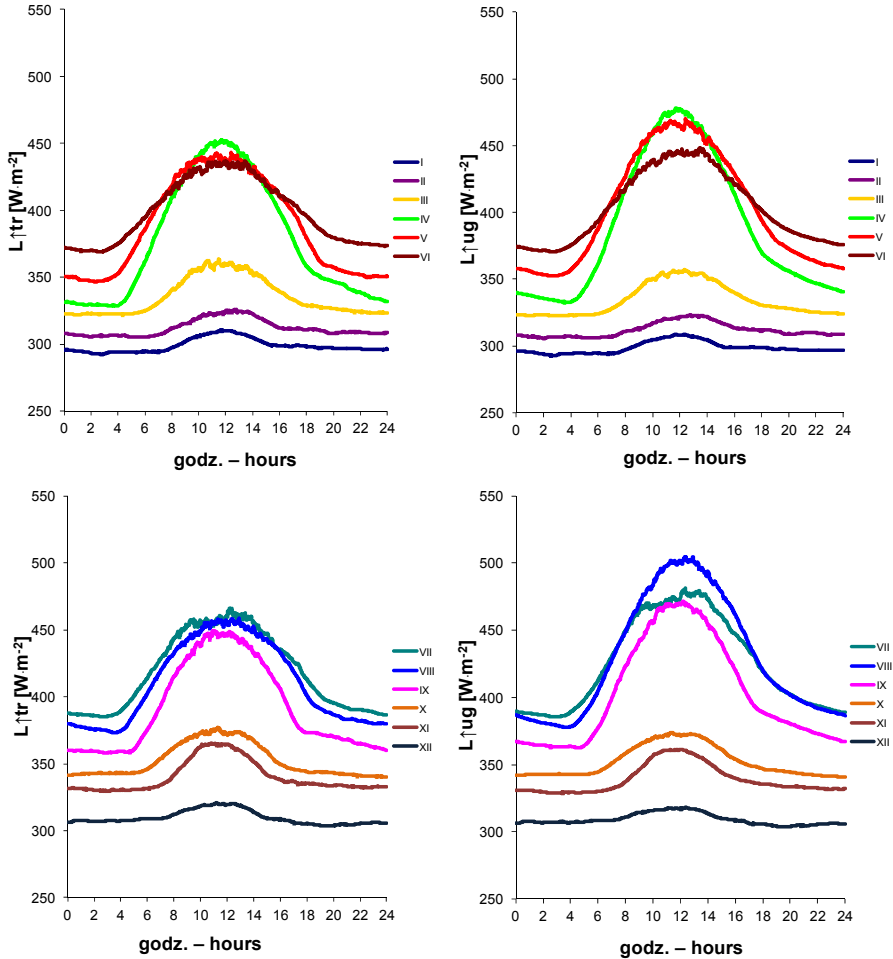 550
500
450
400
350
300
250
L↑tr [W·m-2]
0 2 4 6 8 10 12 14 16 18 20 22 24
godz. – hours
I
II
III
IV
V
VI
550
500
450
400
350
300
250
L↑ug [W·m-2]
0 2 4 6 8 10 12 14 16 18 20 22 24
godz. – hours
I
II
III
IV
V
VI
550
500
450
400
350
300
250
L↑tr [W·m-2]
0 2 4 6 8 10 12 14 16 18 20 22 24
godz. – hours
VII
VIII
IX
X
XI
XII
550
500
450
400
350
300
250
L↑ug [W·m-2]
0 2 4 6 8 10 12 14 16 18 20 22 24
godz. – hours
VII
VIII
IX
X
XI
XII